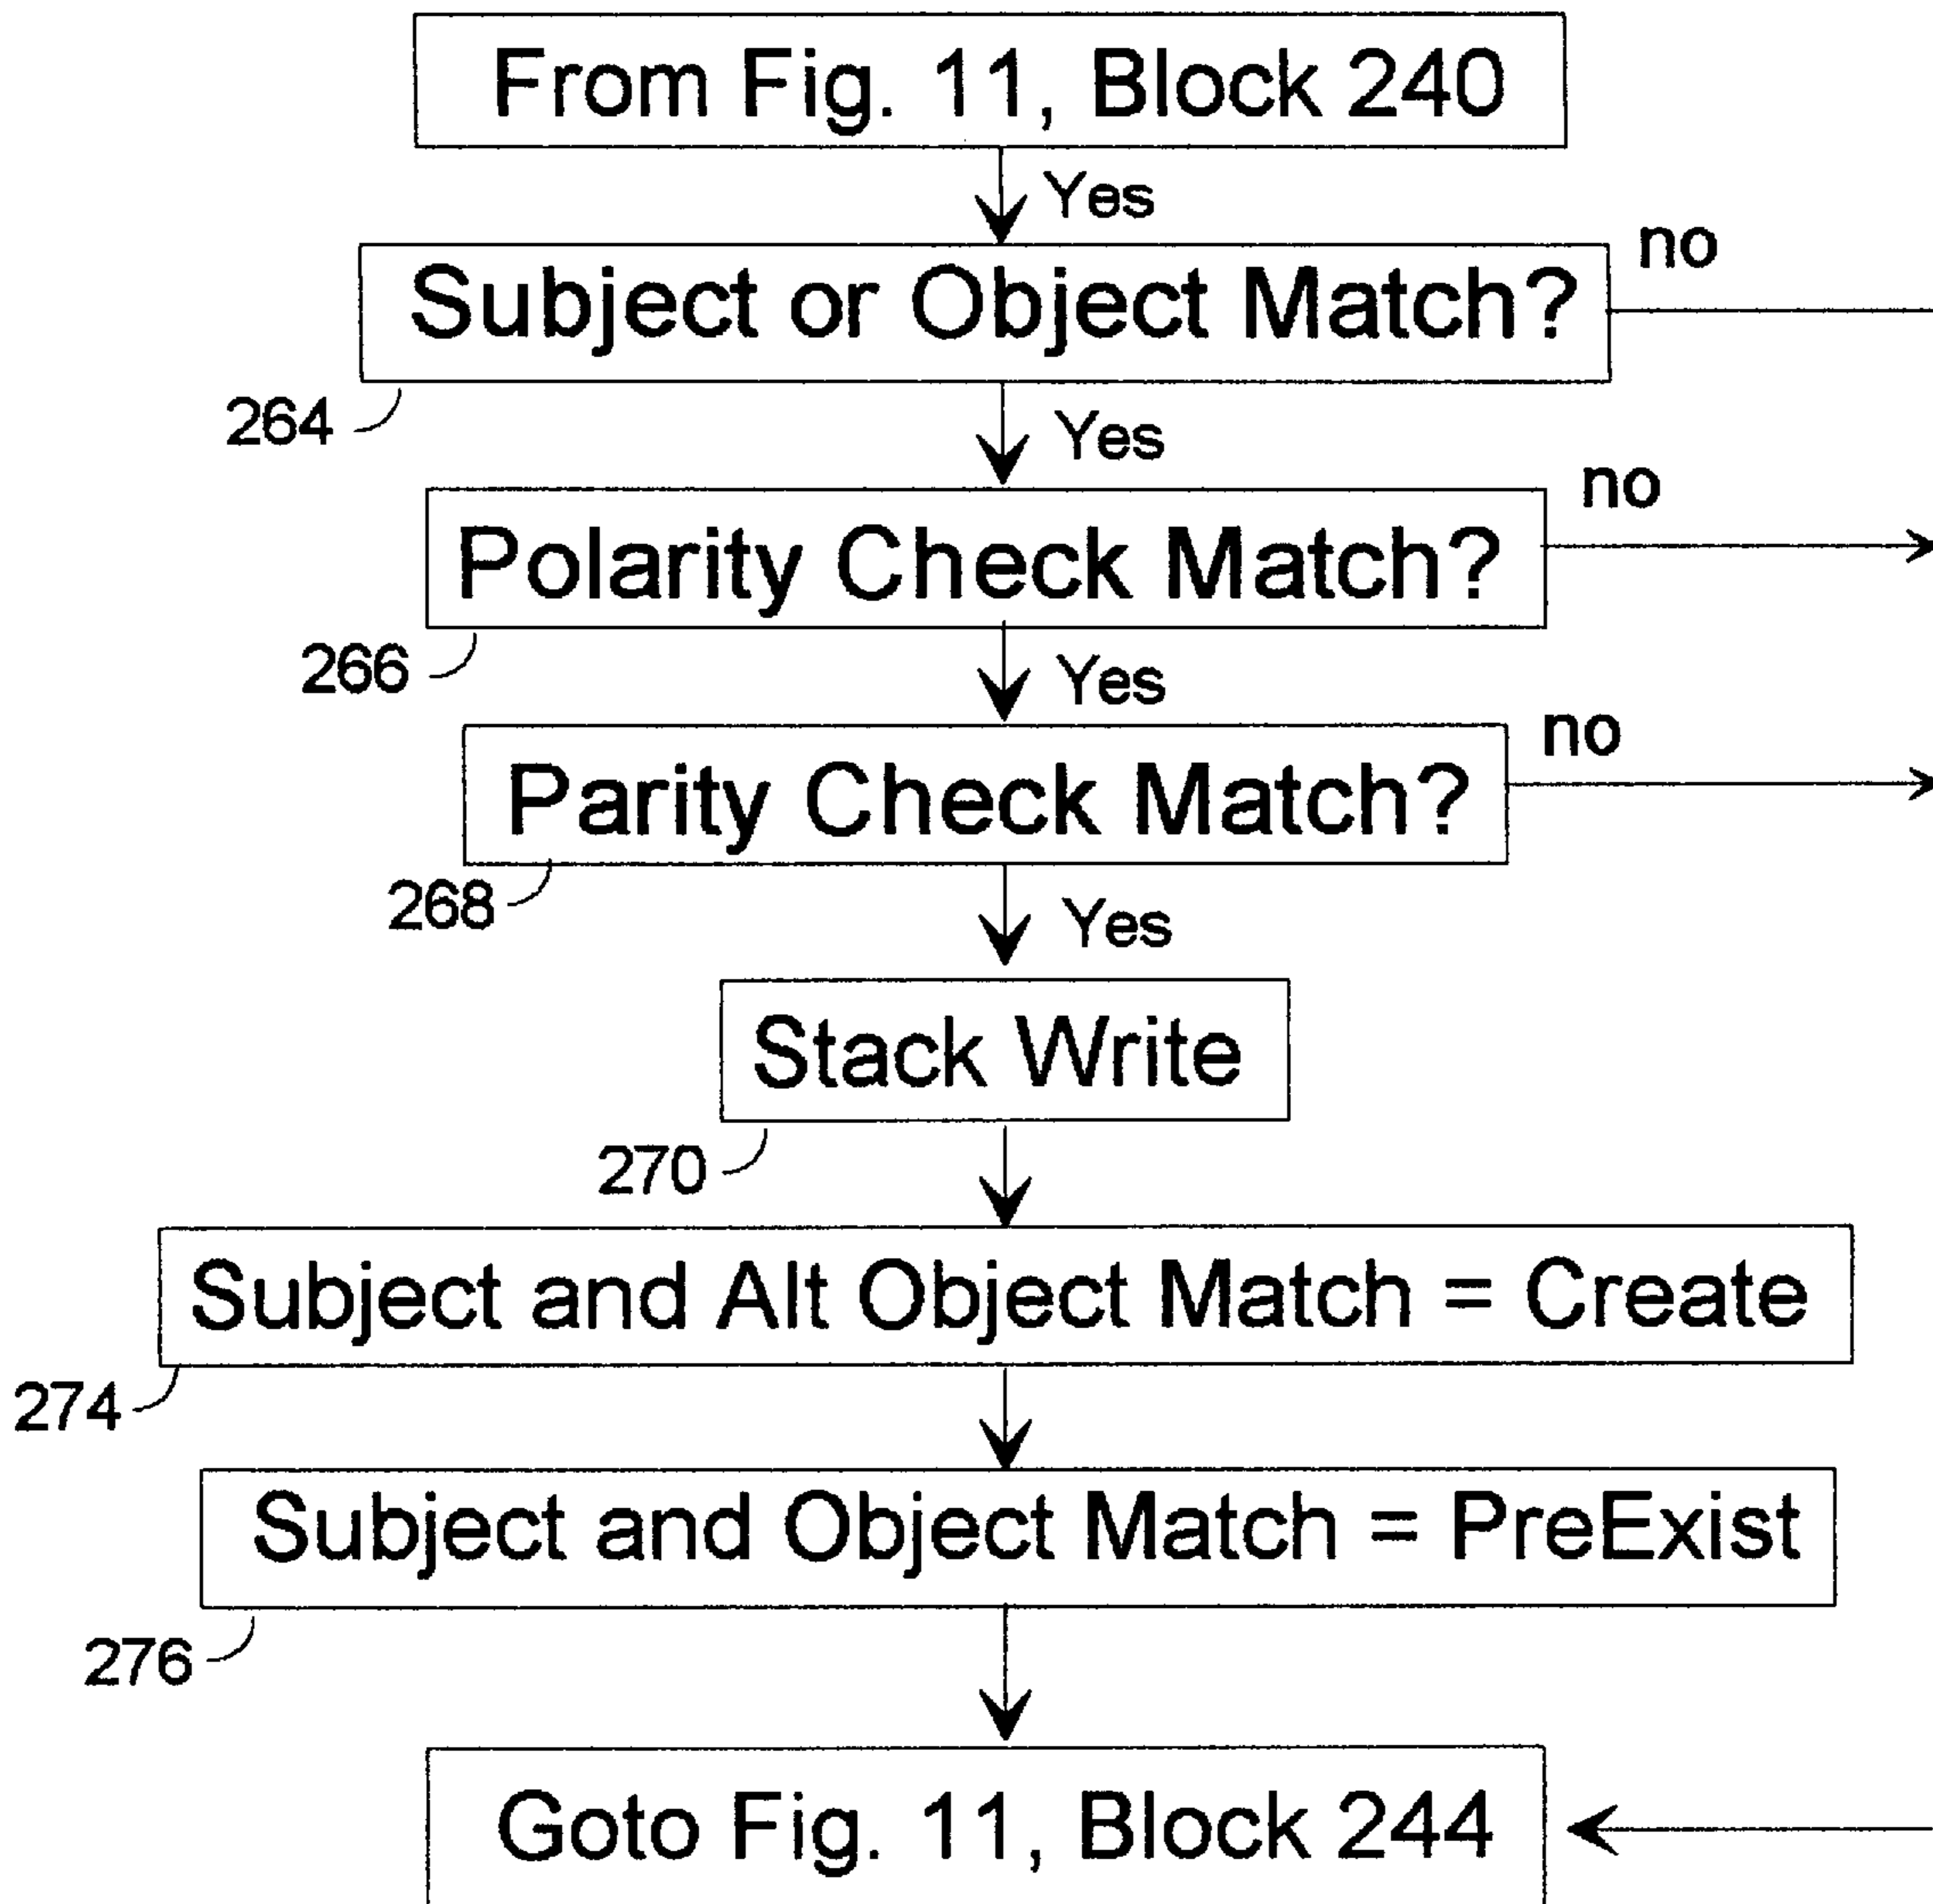 From Fig. 11, Block 240
Yes
no
Subject or Object Match?
264
Yes
no
Polarity Check Match?
266
Yes
no
Parity Check Match?
268
Yes
Stack Write
270
Subject and Alt Object Match = Create
274
Subject and Object Match = PreExist
276
Goto Fig. 11, Block 244